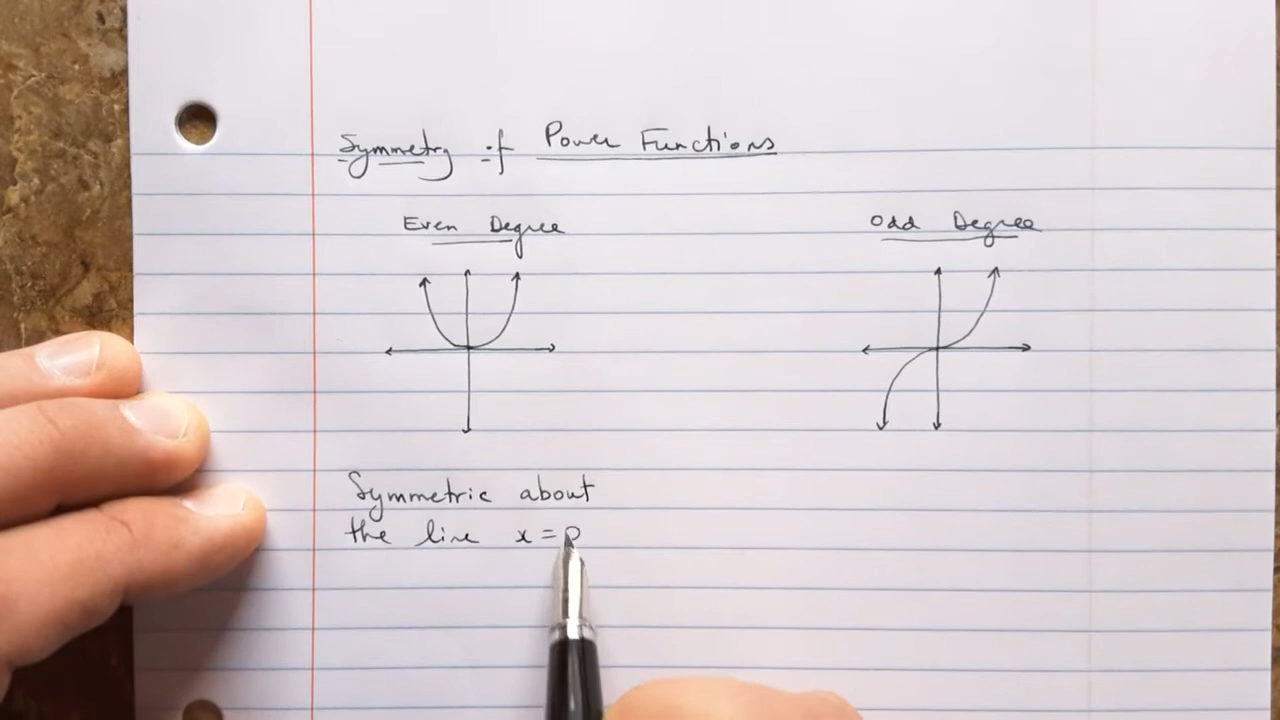 Symmetry of Power Functions
Even Degree
Odd Degree
Symmetric about
the line x=0